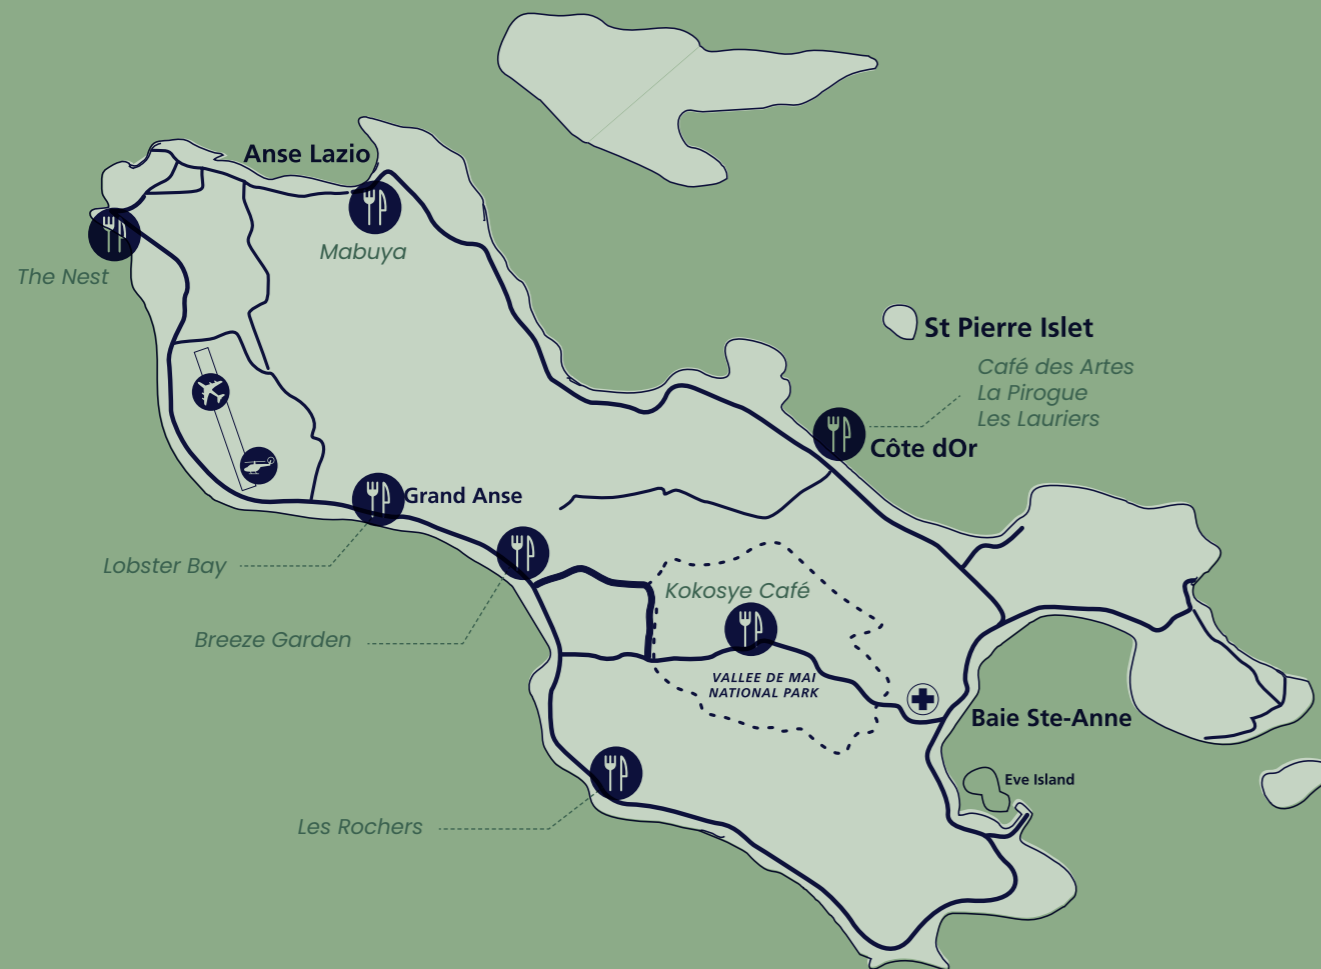 Anse Lazio
Mabuya
The Nest
St Pierre Islet
Café des Artes
La Pirogue
Les Lauriers
Côte dOr
Grand Anse
Lobster Bay
Kokosye Café
Breeze Garden
VALLEE DE MAI
NATIONAL PARK
Baie Ste-Anne
Eve Island
Les Rochers